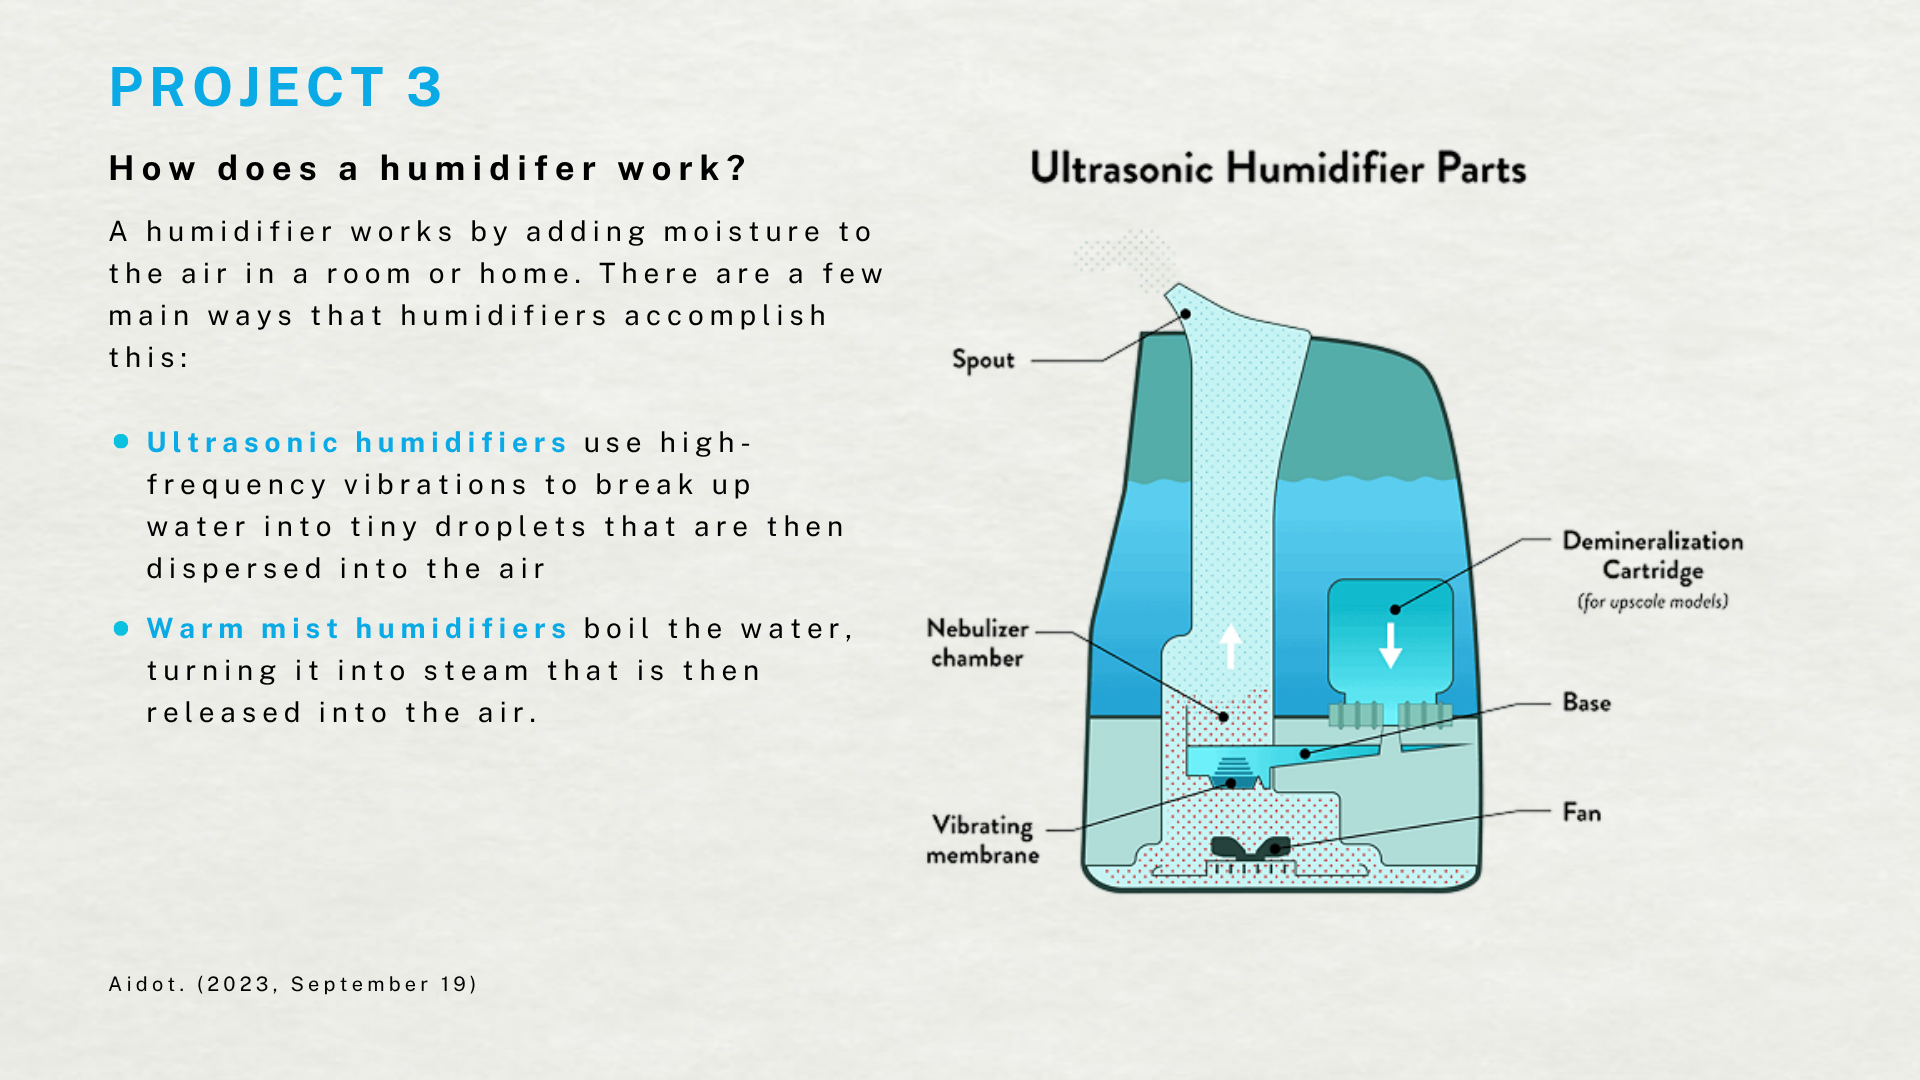 PROJECT 3
How does a humidifer work?
A humidifier works by adding moisture to
the air in a room or home. There are a few
main ways that humidifiers accomplish
this:
Ultrasonic humidifiers use high-
frequency vibrations to break up
water into tiny droplets that are then
dispersed into the air
Warm mist humidifiers boil the water,
turning it into steam that is then
released into the air.
Aidot. (2023, September 19)
Ultrasonic Humidifier Parts
Spout
Demineralization
Cartridge
(for upscale models)
Nebulizer
chamber
Base
Vibrating
membrane
Fan